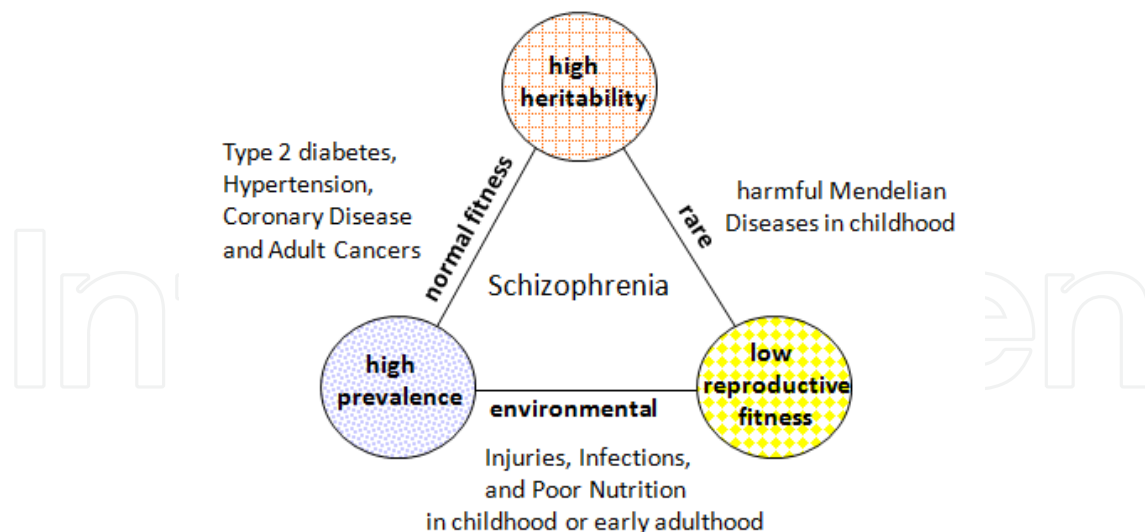 high
heritability
Type 2 diabetes,
Hypertension,
Coronary Disease
and Adult Cancers
normal fitness
rare
harmful Mendelian
Diseases in childhood
Schizophrenia
high
prevalence
environmental
low
reproductive
fitness
Injuries, Infections,
and Poor Nutrition
in childhood or early adulthood